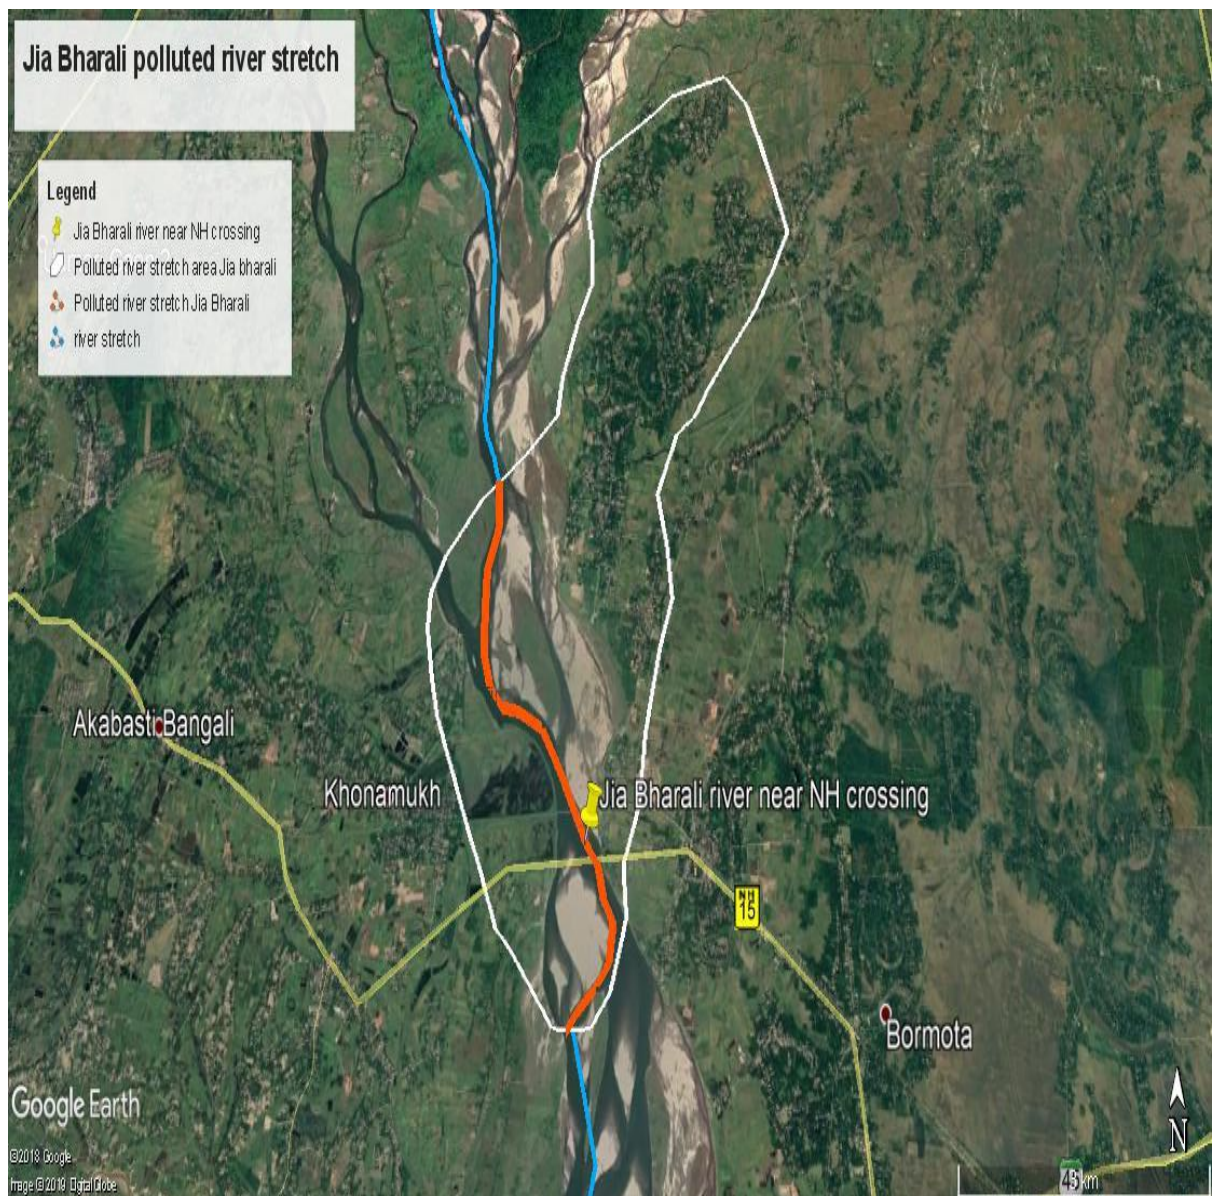 Jia Bharali polluted river stretch
Legend
Jia Bharali river near NH crossing
Polluted river stretch area Jia bharali
Polluted river stretch Jia Bharali
river stretch
Akabasti Bangali
Khonamukh
Jia Bharali river near NH crossing
NH
15
Bormota
Google Earth
N
©2018 Google
Image © 2019 DigitalGlobe
km